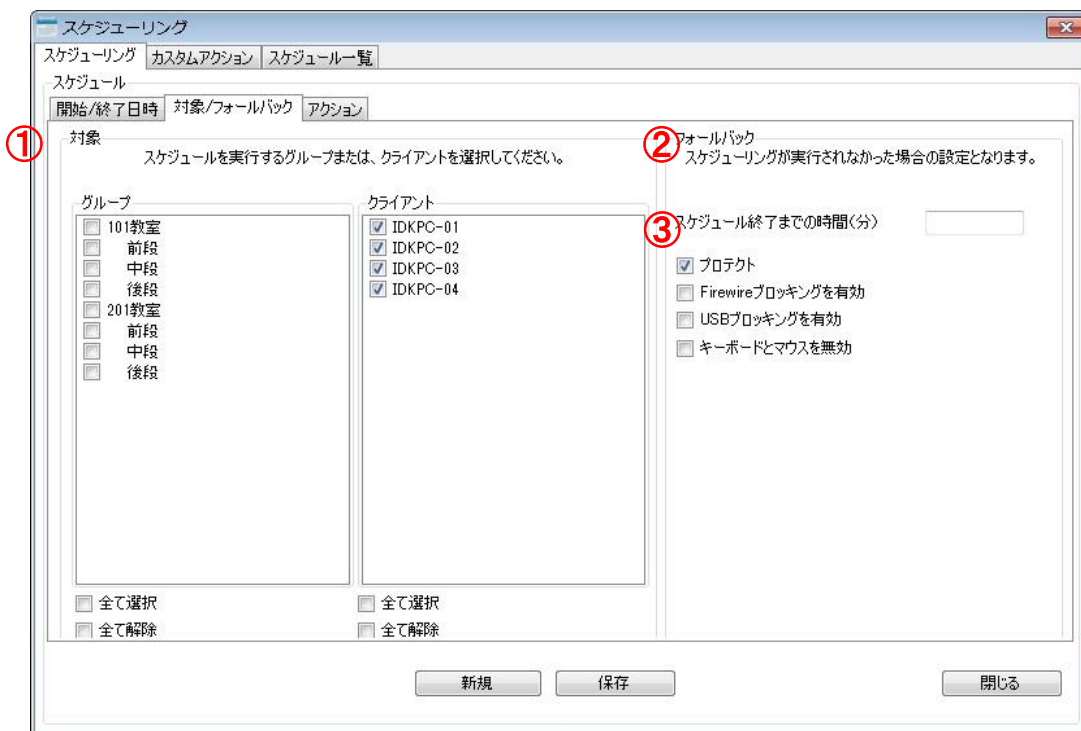 スケジューリング
スケジューリング カスタムアクション スケジュール一覧
スケジュール
開始/終了日時 対象/フォールバック アクション
① 対象
スケジュールを実行するグループまたは、クライアントを選択してください。
グループ
101教室
前段
中段
後段
201教室
前段
中段
後段
全て選択
全て解除
クライアント
IDKPC-01
IDKPC-02
IDKPC-03
IDKPC-04
全て選択
全て解除
② フォールバック
スケジューリングが実行されなかった場合の設定となります。
③ スケジュール終了までの時間(分)
プロテクト
Firewireブロッキングを有効
USBブロッキングを有効
キーボードとマウスを無効
新規 保存 閉じる